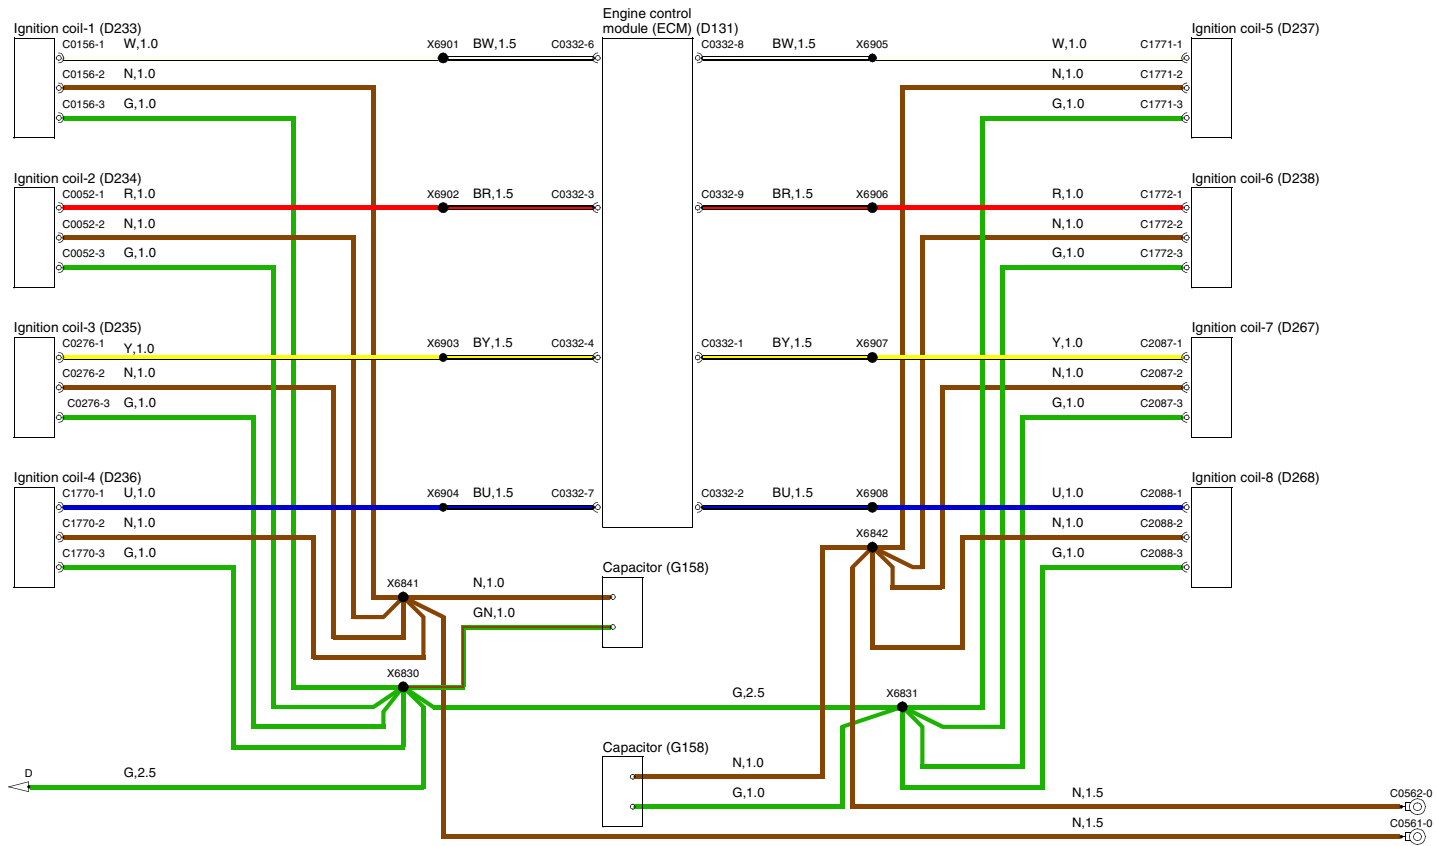 Engine control
module (ECM) (D131)
Ignition coil-1 (D233)
C0156-1 W,1.0 X6901 BW,1.5 C0332-6
C0156-2 N,1.0
C0156-3 G,1.0
Ignition coil-2 (D234)
C0052-1 R,1.0 X6902 BR,1.5 C0332-3
C0052-2 N,1.0
C0052-3 G,1.0
Ignition coil-3 (D235)
C0276-1 Y,1.0 X6903 BY,1.5 C0332-4
C0276-2 N,1.0
C0276-3 G,1.0
Ignition coil-4 (D236)
C1770-1 U,1.0 X6904 BU,1.5 C0332-7
C1770-2 N,1.0
C1770-3 G,1.0
Ignition coil-5 (D237)
C0332-8 BW,1.5 X6905 W,1.0 C1771-1
N,1.0 C1771-2
G,1.0 C1771-3
Ignition coil-6 (D238)
C0332-9 BR,1.5 X6906 R,1.0 C1772-1
N,1.0 C1772-2
G,1.0 C1772-3
Ignition coil-7 (D267)
C0332-1 BY,1.5 X6907 Y,1.0 C2087-1
N,1.0 C2087-2
G,1.0 C2087-3
Ignition coil-8 (D268)
C0332-2 BU,1.5 X6908 U,1.0 C2088-1
N,1.0 C2088-2
X6842
G,1.0 C2088-3
Capacitor (G158)
X6841 N,1.0
GN,1.0
X6830
G,2.5 X6831
Capacitor (G158)
N,1.0
D G,2.5
G,1.0
N,1.5 C0562-0
N,1.5 C0561-0